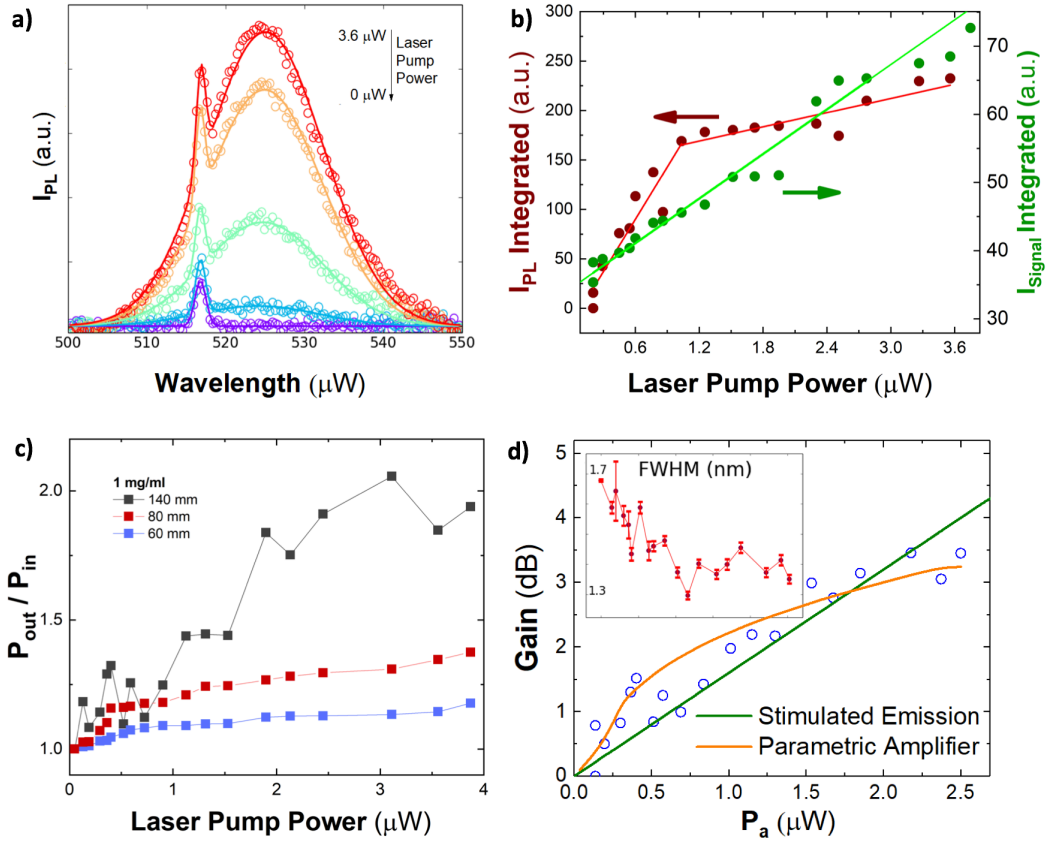 a)
3.6 μW
Laser
Pump
Power
0 μW
I_PL (a.u.)
500 510 520 530 540 550
Wavelength (μW)
b)
300
250
200
150
100
50
0
I_PL Integrated (a.u.)
70
60
50
40
30
I_Signal Integrated (a.u.)
0.6 1.2 1.8 2.4 3.0 3.6
Laser Pump Power (μW)
c)
1 mg/ml
140 mm
80 mm
60 mm
2.0
1.5
1.0
P_out / P_in
0 1 2 3 4
Laser Pump Power (μW)
d)
5
4
3
2
1
0
Gain (dB)
1.7
FWHM (nm)
1.3
Stimulated Emission
Parametric Amplifier
0.0 0.5 1.0 1.5 2.0 2.5
P_a (μW)